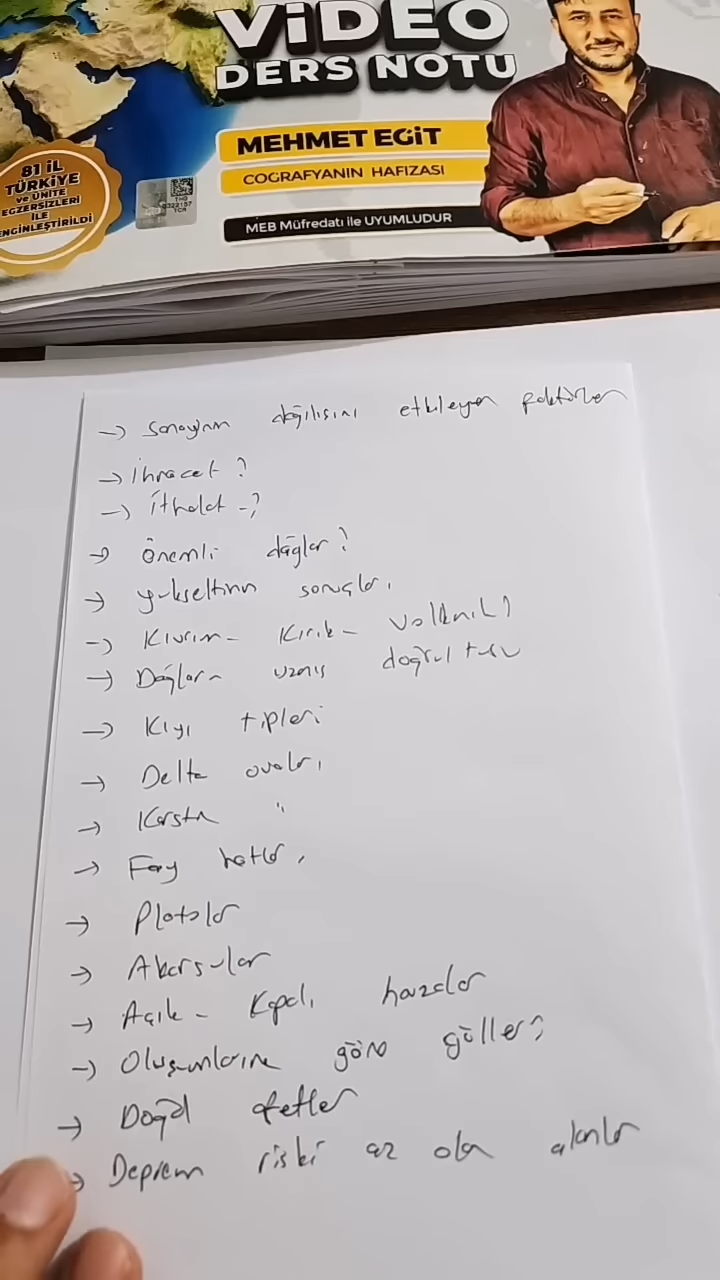 VİDEO
DERS NOTU
MEHMET EĞİT
COĞRAFYANIN HAFIZASI
MEB Müfredatı ile UYUMLUDUR
81 İL
TÜRKİYE
ve ÜNİTE
EGZERSİZLERİ
İLE
ENGİNLEŞTİRİLDİ
→ Sanayinin dağılışını etkileyen faktörler
→ İhracat ?
→ İthalat - ?
→ Önemli dağlar ?
→ yükseltinin sonuçları
→ Kıvrım - Kırık - Volkanik ?
→ Dağların uzanış doğrultusu
→ Kıyı tipleri
→ Delta ovaları
→ Karstik "
→ Fay hatları
→ Platolar
→ Akarsular
→ Açık - Kapalı havzalar
→ Oluşumlarına göre göller ?
→ Doğal afetler
→ Deprem riski az olan alanlar